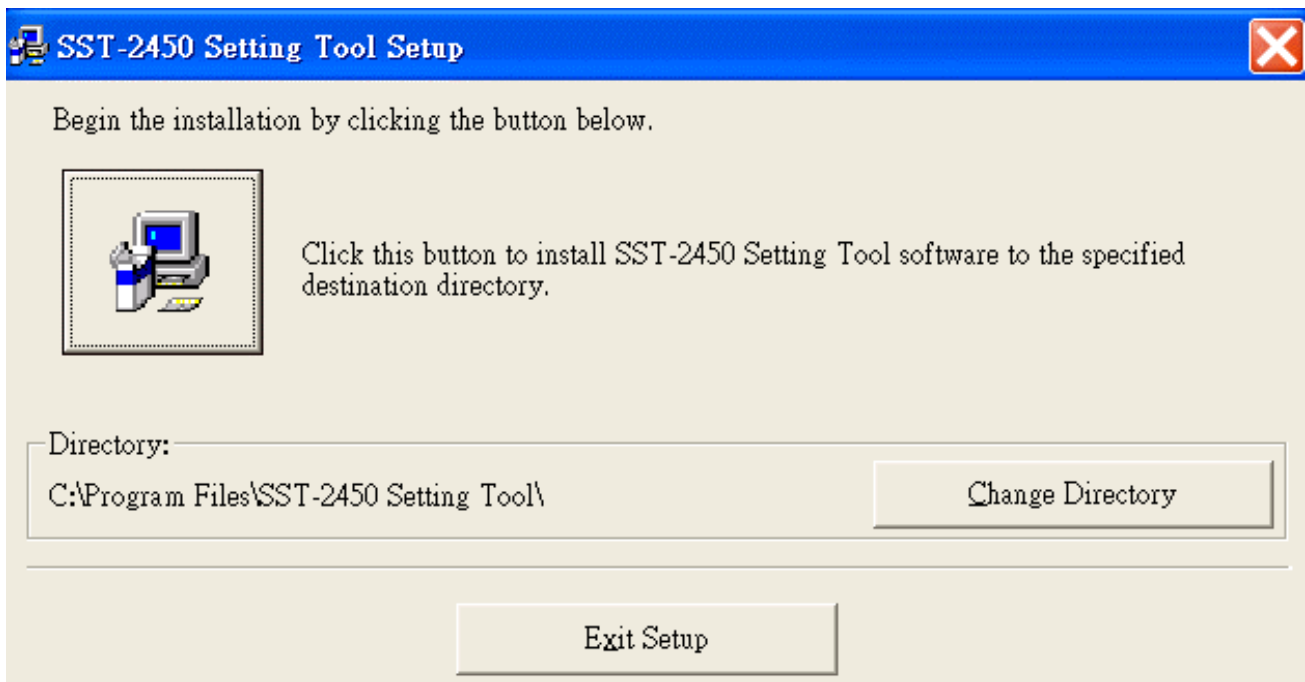 SST-2450 Setting Tool Setup
Begin the installation by clicking the button below.
Click this button to install SST-2450 Setting Tool software to the specified
destination directory.
Directory:
C:\Program Files\SST-2450 Setting Tool\
Change Directory
Exit Setup